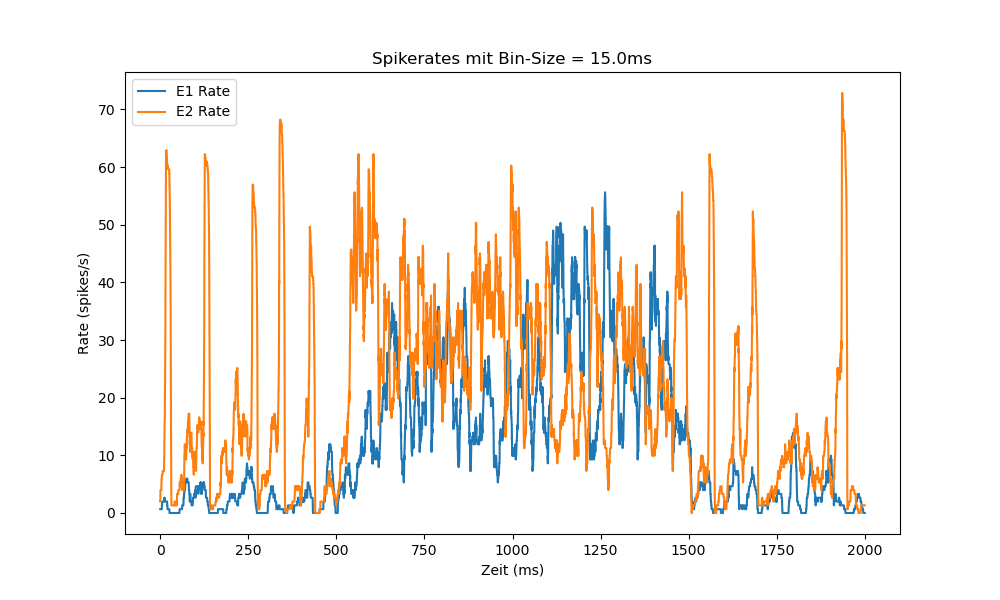 Spikerates mit Bin-Size = 15.0ms
E1 Rate
E2 Rate
70
60
50
40
30
20
10
0
Rate (spikes/s)
0 250 500 750 1000 1250 1500 1750 2000
Zeit (ms)